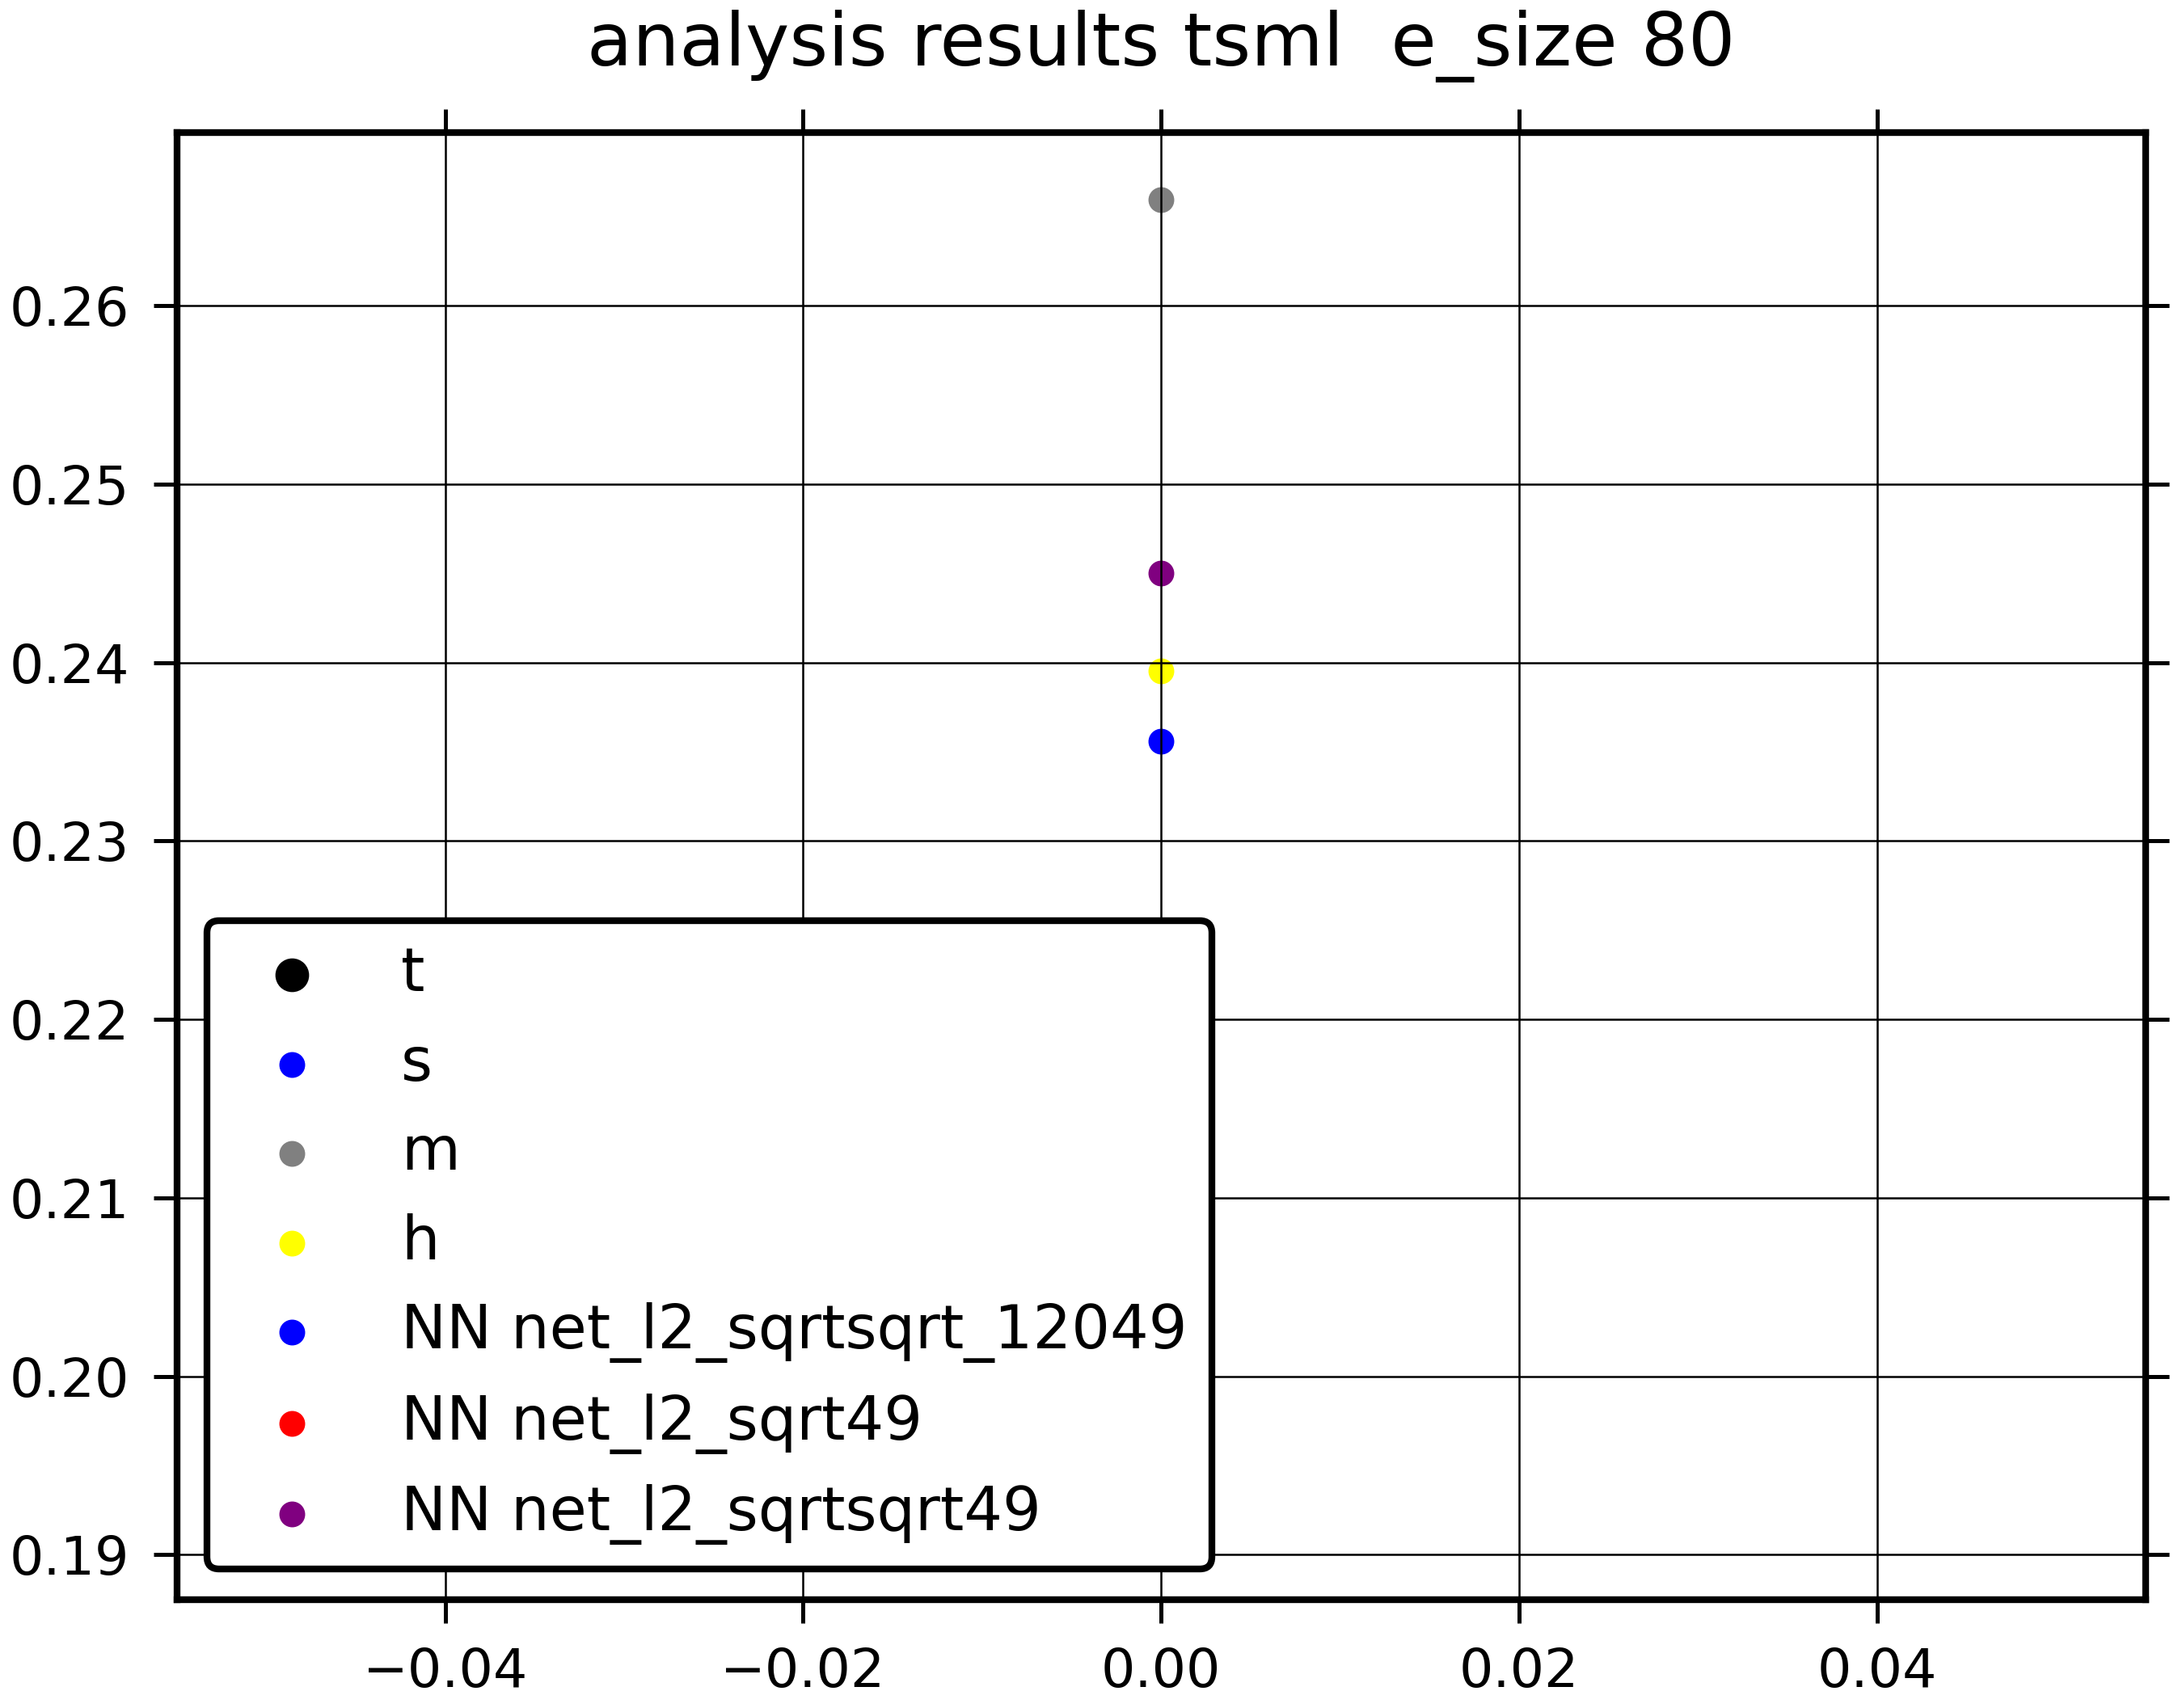 analysis results tsml  e_size 80
0.26
0.25
0.24
0.23
0.22
0.21
0.20
0.19
t
s
m
h
NN net_l2_sqrtsqrt_12049
NN net_l2_sqrt49
NN net_l2_sqrtsqrt49
−0.04 −0.02 0.00 0.02 0.04